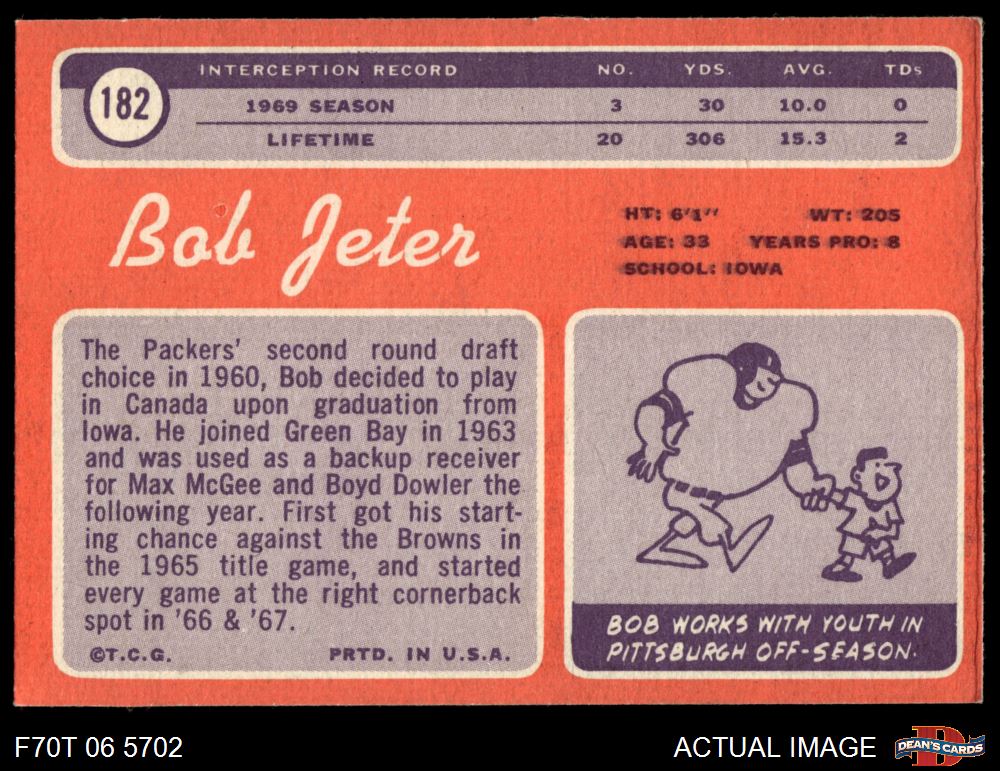 182
INTERCEPTION RECORD NO. YDS. AVG. TDs
1969 SEASON 3 30 10.0 0
LIFETIME 20 306 15.3 2
Bob Jeter
HT: 6'1" WT: 205
AGE: 33 YEARS PRO: 8
SCHOOL: IOWA
The Packers' second round draft
choice in 1960, Bob decided to play
in Canada upon graduation from
Iowa. He joined Green Bay in 1963
and was used as a backup receiver
for Max McGee and Boyd Dowler the
following year. First got his start-
ing chance against the Browns in
the 1965 title game, and started
every game at the right cornerback
spot in '66 & '67.
©T.C.G. PRTD. IN U.S.A.
BOB WORKS WITH YOUTH IN
PITTSBURGH OFF-SEASON.
F70T 06 5702 ACTUAL IMAGE
D
DEAN'S CARDS